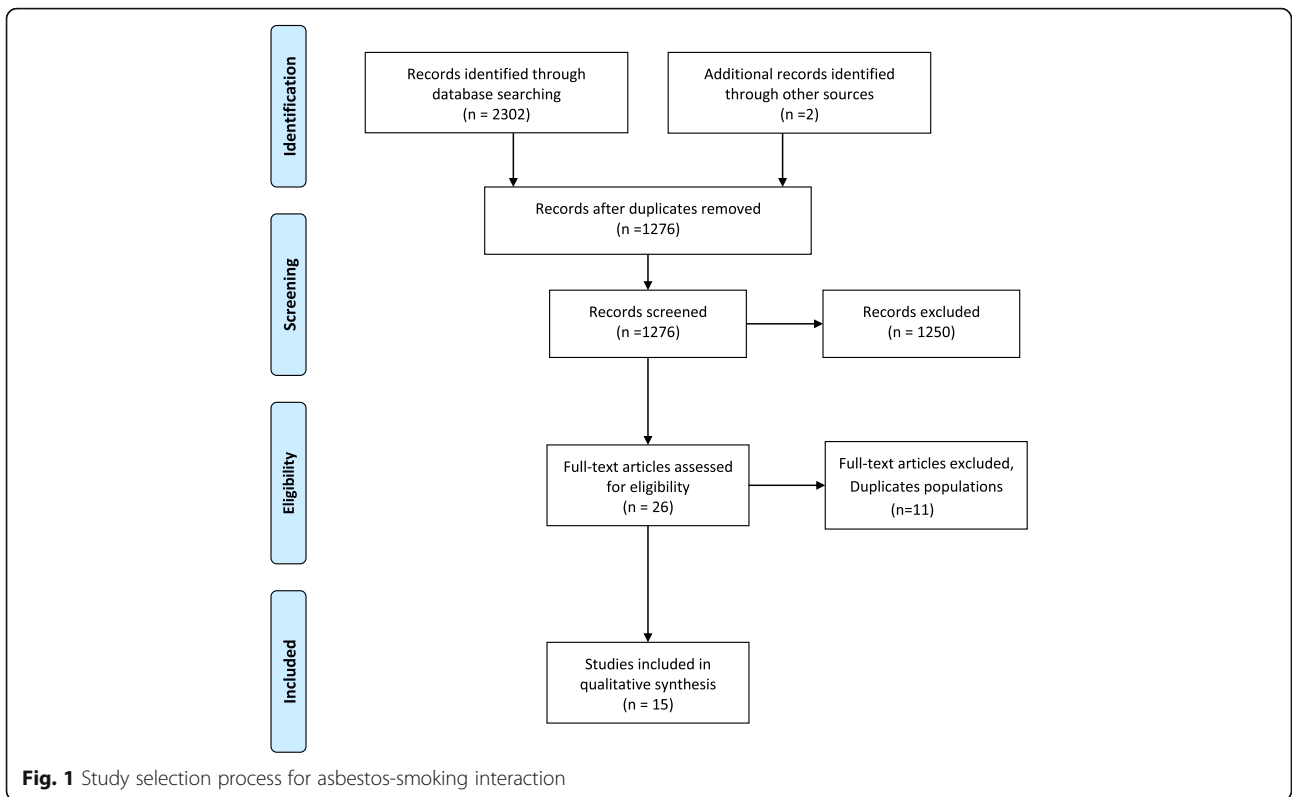 Identification
Records identified through
database searching
(n = 2302)
Additional records identified
through other sources
(n =2)
Records after duplicates removed
(n =1276)
Screening
Records screened
(n =1276)
Records excluded
(n = 1250)
Eligibility
Full-text articles assessed
for eligibility
(n = 26)
Full-text articles excluded,
Duplicates populations
(n=11)
Included
Studies included in
qualitative synthesis
(n = 15)
Fig. 1 Study selection process for asbestos-smoking interaction